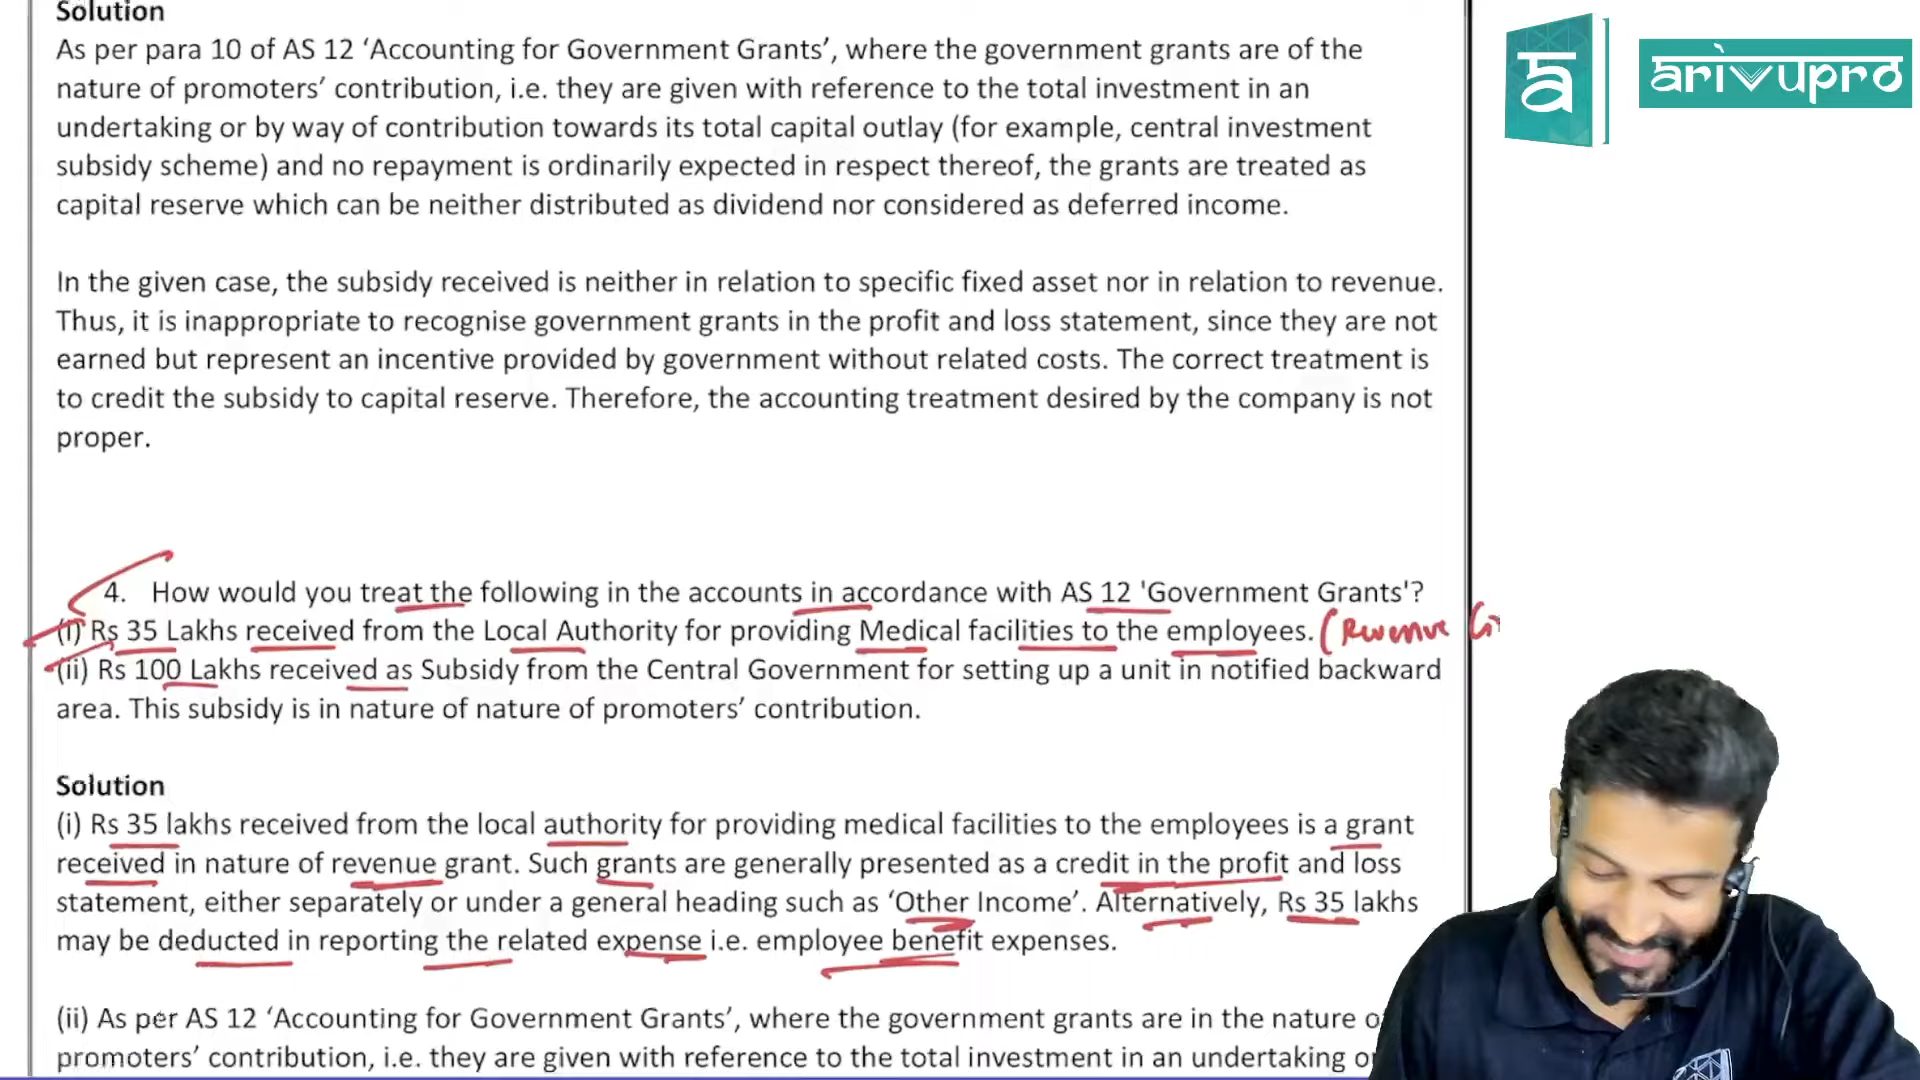 Solution
As per para 10 of AS 12 ‘Accounting for Government Grants’, where the government grants are of the
nature of promoters’ contribution, i.e. they are given with reference to the total investment in an
undertaking or by way of contribution towards its total capital outlay (for example, central investment
subsidy scheme) and no repayment is ordinarily expected in respect thereof, the grants are treated as
capital reserve which can be neither distributed as dividend nor considered as deferred income.
In the given case, the subsidy received is neither in relation to specific fixed asset nor in relation to revenue.
Thus, it is inappropriate to recognise government grants in the profit and loss statement, since they are not
earned but represent an incentive provided by government without related costs. The correct treatment is
to credit the subsidy to capital reserve. Therefore, the accounting treatment desired by the company is not
proper.
4. How would you treat the following in the accounts in accordance with AS 12 'Government Grants'?
(i) Rs 35 Lakhs received from the Local Authority for providing Medical facilities to the employees. (Revenue
(ii) Rs 100 Lakhs received as Subsidy from the Central Government for setting up a unit in notified backward
area. This subsidy is in nature of nature of promoters’ contribution.
Solution
(i) Rs 35 lakhs received from the local authority for providing medical facilities to the employees is a grant
received in nature of revenue grant. Such grants are generally presented as a credit in the profit and loss
statement, either separately or under a general heading such as ‘Other Income’. Alternatively, Rs 35 lakhs
may be deducted in reporting the related expense i.e. employee benefit expenses.
(ii) As per AS 12 ‘Accounting for Government Grants’, where the government grants are in the nature
promoters’ contribution, i.e. they are given with reference to the total investment in an undertaking
arivupro